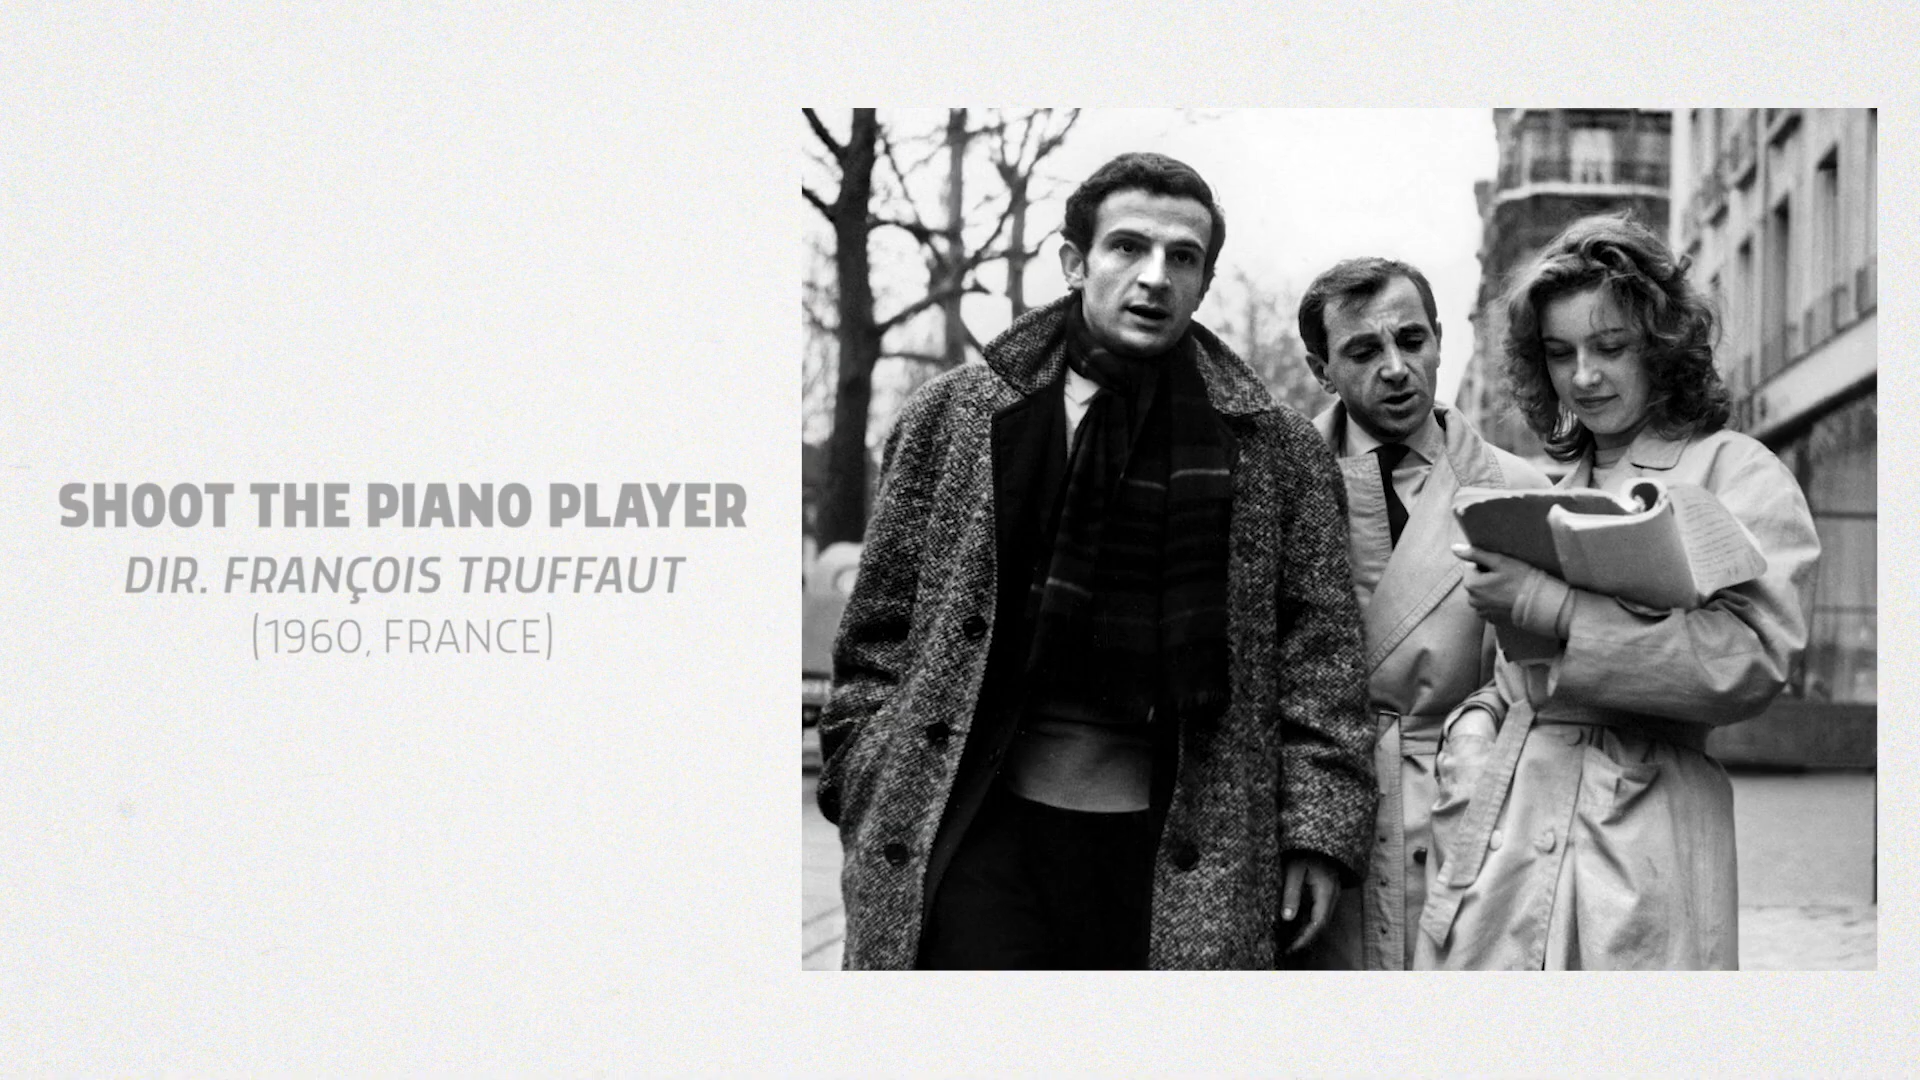 SHOOT THE PIANO PLAYER
DIR. FRANÇOIS TRUFFAUT
(1960, FRANCE)